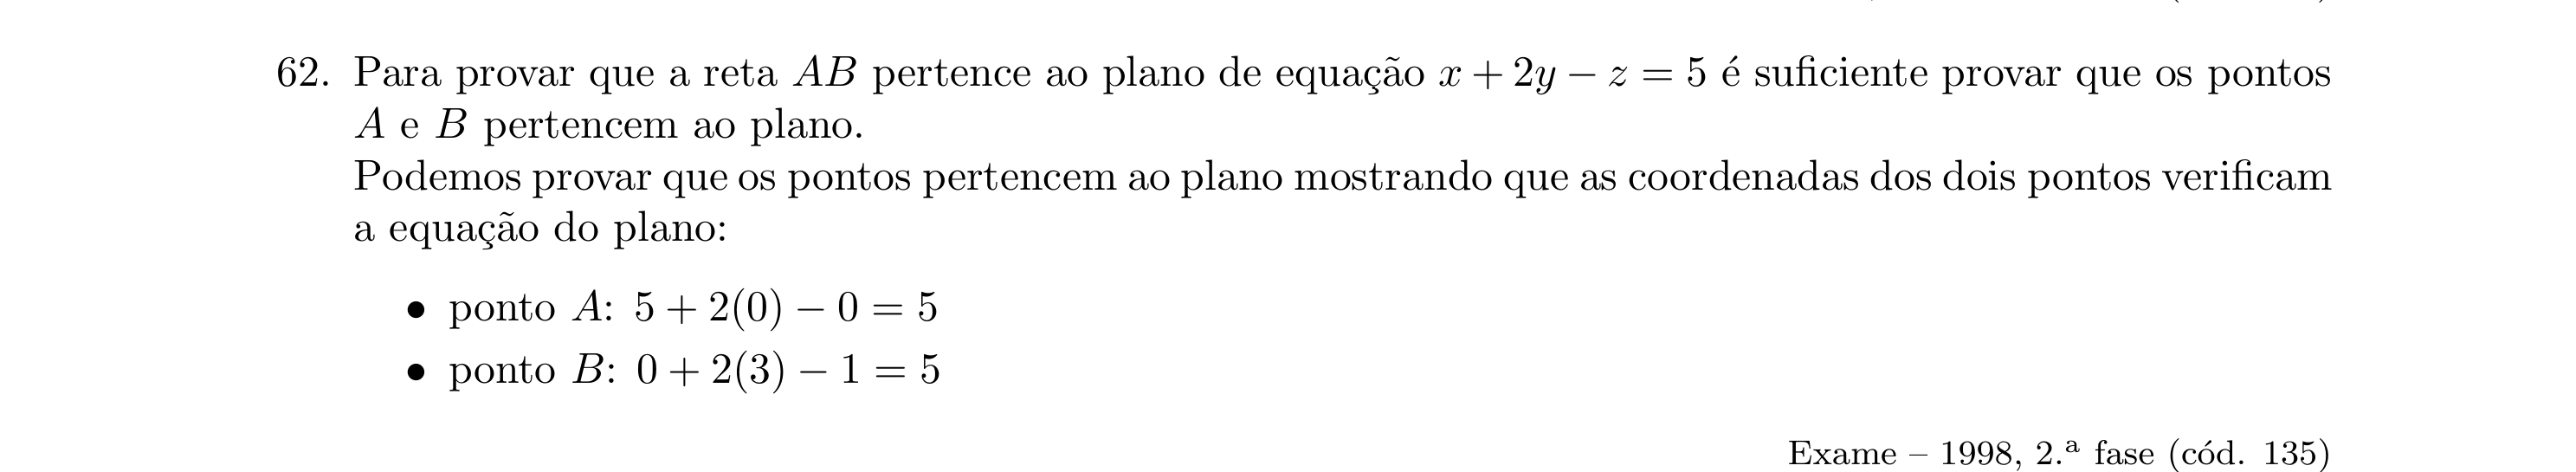 62. Para provar que a reta AB pertence ao plano de equação x + 2y − z = 5 é suficiente provar que os pontos
A e B pertencem ao plano.
Podemos provar que os pontos pertencem ao plano mostrando que as coordenadas dos dois pontos verificam
a equação do plano:
• ponto A: 5 + 2(0) − 0 = 5
• ponto B: 0 + 2(3) − 1 = 5
Exame – 1998, 2.ª fase (cód. 135)